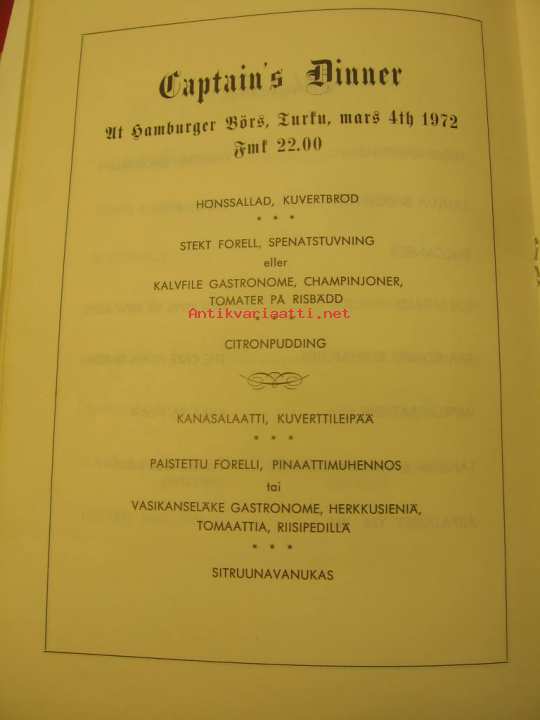 Captain's Dinner
At Hamburger Börs, Turku, mars 4th 1972
Fmk 22.00
HÖNSSALLAD, KUVERTBRÖD
* * *
STEKT FORELL, SPENATSTUVNING
eller
KALVFILE GASTRONOME, CHAMPINJONER,
TOMATER PÅ RISBÄDD
Antikvariaatti.net
* * *
CITRONPUDDING
KANASALAATTI, KUVERTTILEIPÄÄ
* * *
PAISTETTU FORELLI, PINAATTIMUHENNOS
tai
VASIKANSELÄKE GASTRONOME, HERKKUSIENIÄ,
TOMAATTIA, RIISIPEDILLÄ
* * *
SITRUUNAVANUKAS